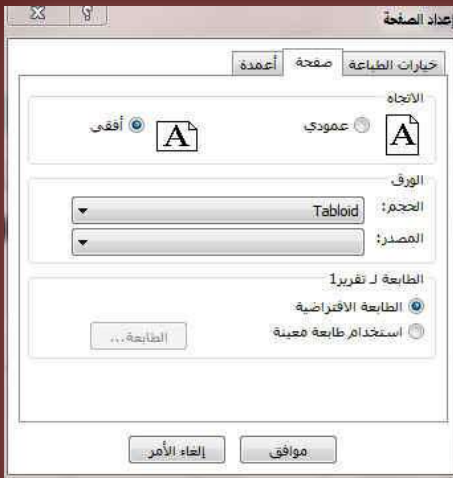 إعداد الصفحة
خيارات الطباعة صفحة أعمدة
الاتجاه
A عمودي A أفقي
الورق
الحجم: Tabloid
المصدر:
الطابعة لـ تقرير1
الطابعة الافتراضية
استخدام طابعة معينة الطابعة...
موافق إلغاء الأمر